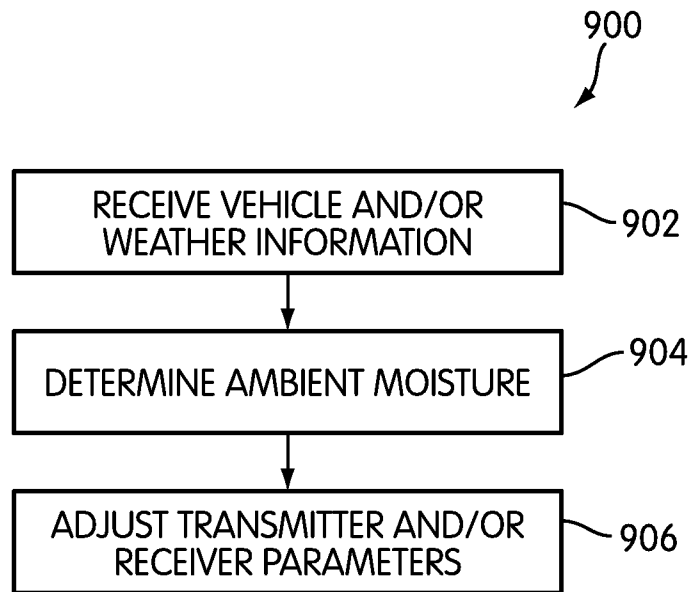 900
RECEIVE VEHICLE AND/OR
WEATHER INFORMATION
902
DETERMINE AMBIENT MOISTURE
904
ADJUST TRANSMITTER AND/OR
RECEIVER PARAMETERS
906